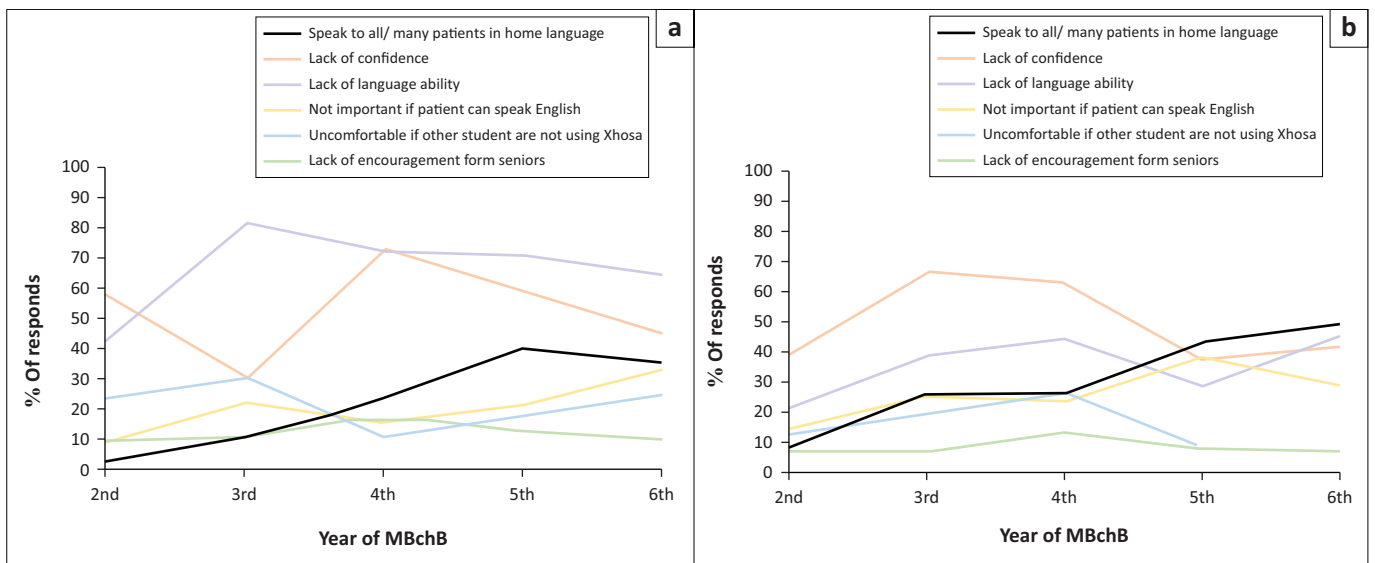 a
Speak to all/ many patients in home language
Lack of confidence
Lack of language ability
Not important if patient can speak English
Uncomfortable if other student are not using Xhosa
Lack of encouragement form seniors
100
90
80
70
60
50
40
30
20
10
0
% Of responds
2nd 3rd 4th 5th 6th
Year of MBchB
b
Speak to all/ many patients in home language
Lack of confidence
Lack of language ability
Not important if patient can speak English
Uncomfortable if other student are not using Xhosa
Lack of encouragement form seniors
100
90
80
70
60
50
40
30
20
10
0
% Of responds
2nd 3rd 4th 5th 6th
Year of MBchB